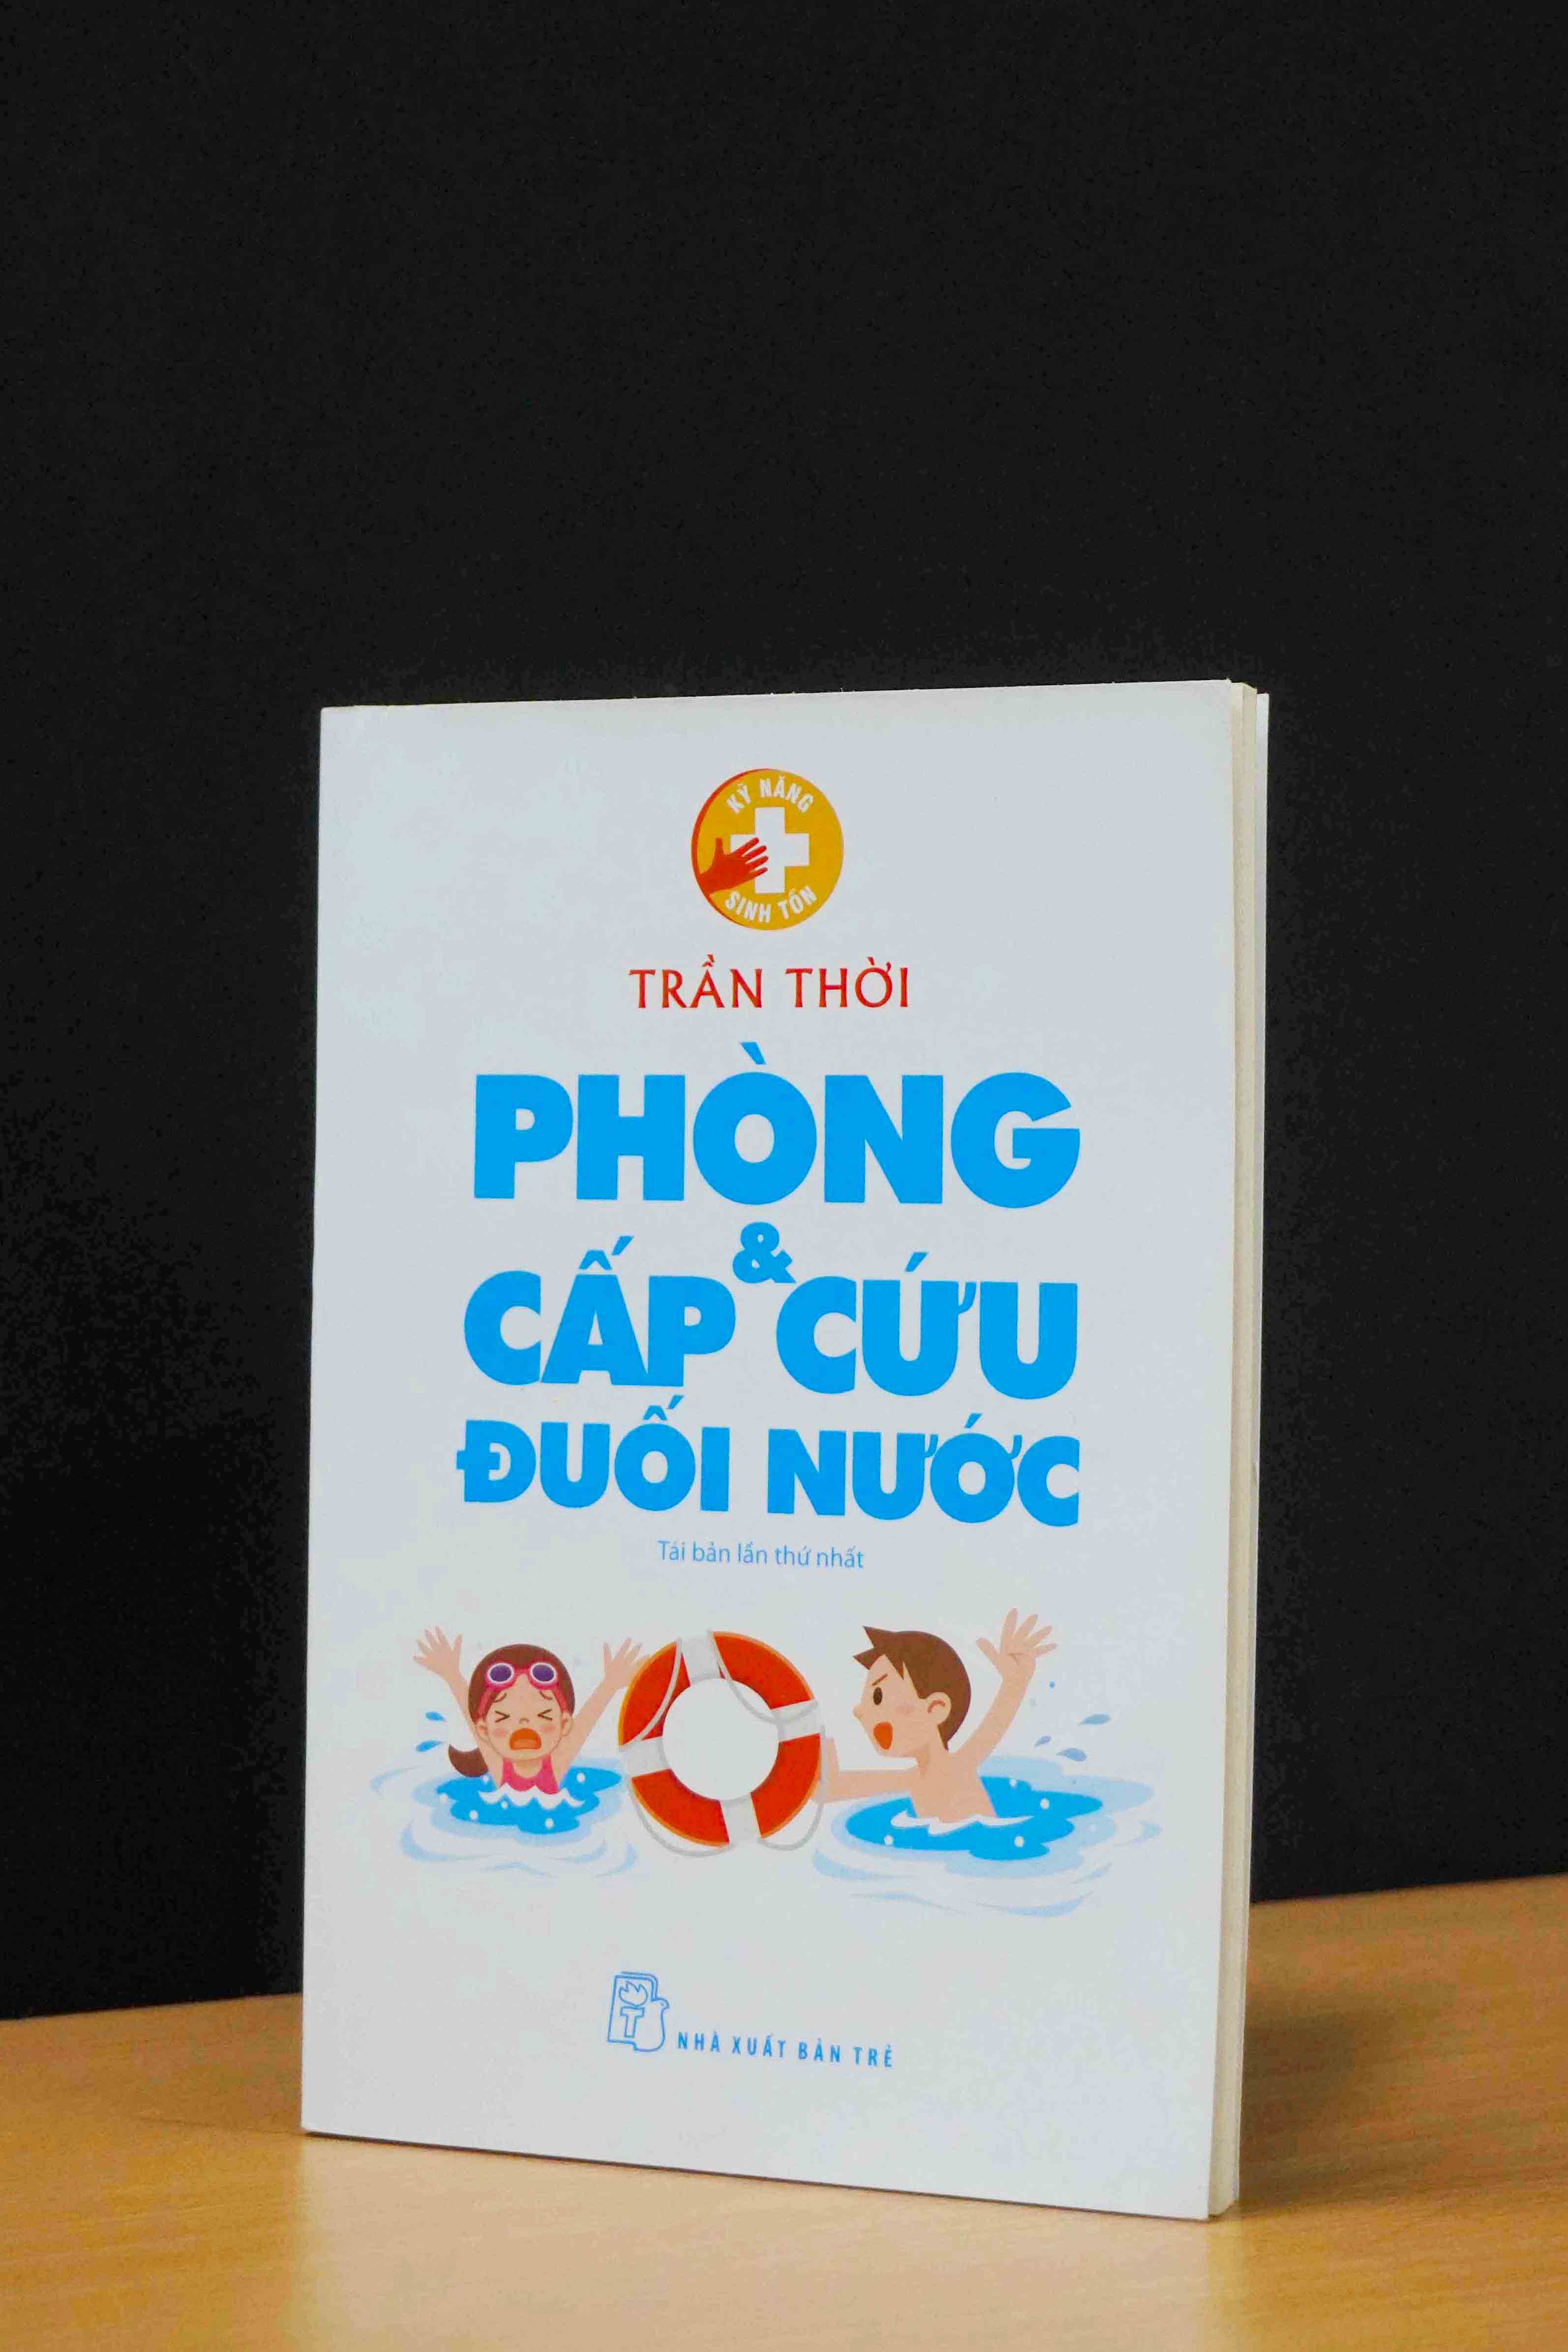 KỸ NĂNG
SINH TỒN
TRẦN THỜI
PHÒNG
&
CẤP CỨU
ĐUỐI NƯỚC
Tái bản lần thứ nhất
T
NHÀ XUẤT BẢN TRẺ